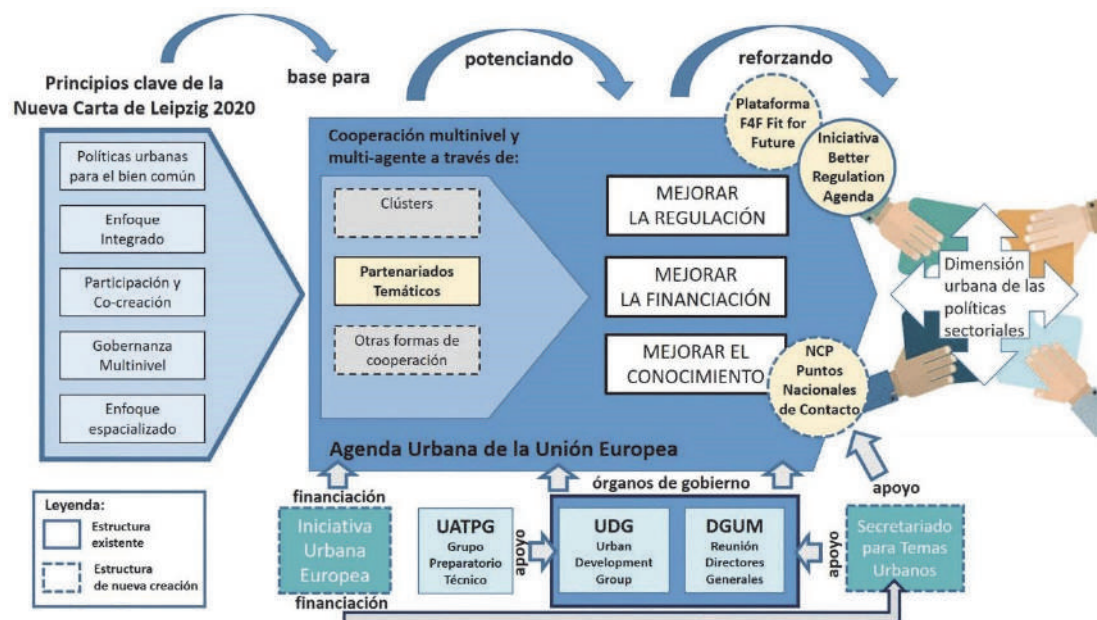 base para
potenciando
reforzando
Principios clave de la
Nueva Carta de Leipzig 2020
Políticas urbanas
para el bien común
Enfoque
Integrado
Participación y
Co-creación
Gobernanza
Multinivel
Enfoque
espacializado
Cooperación multinivel y
multi-agente a través de:
Clústers
Partenariados
Temáticos
Otras formas de
cooperación
MEJORAR
LA REGULACIÓN
MEJORAR
LA FINANCIACIÓN
MEJORAR EL
CONOCIMIENTO
Plataforma
F4F Fit for
Future
Iniciativa
Better
Regulation
Agenda
NCP
Puntos
Nacionales
de Contacto
Dimensión
urbana de las
políticas
sectoriales
Agenda Urbana de la Unión Europea
Leyenda:
Estructura
existente
Estructura
de nueva creación
financiación
Iniciativa
Urbana
Europea
financiación
UATPG
Grupo
Preparatorio
Técnico
apoyo
órganos de gobierno
UDG
Urban
Development
Group
DGUM
Reunión
Directores
Generales
apoyo
apoyo
Secretariado
para Temas
Urbanos